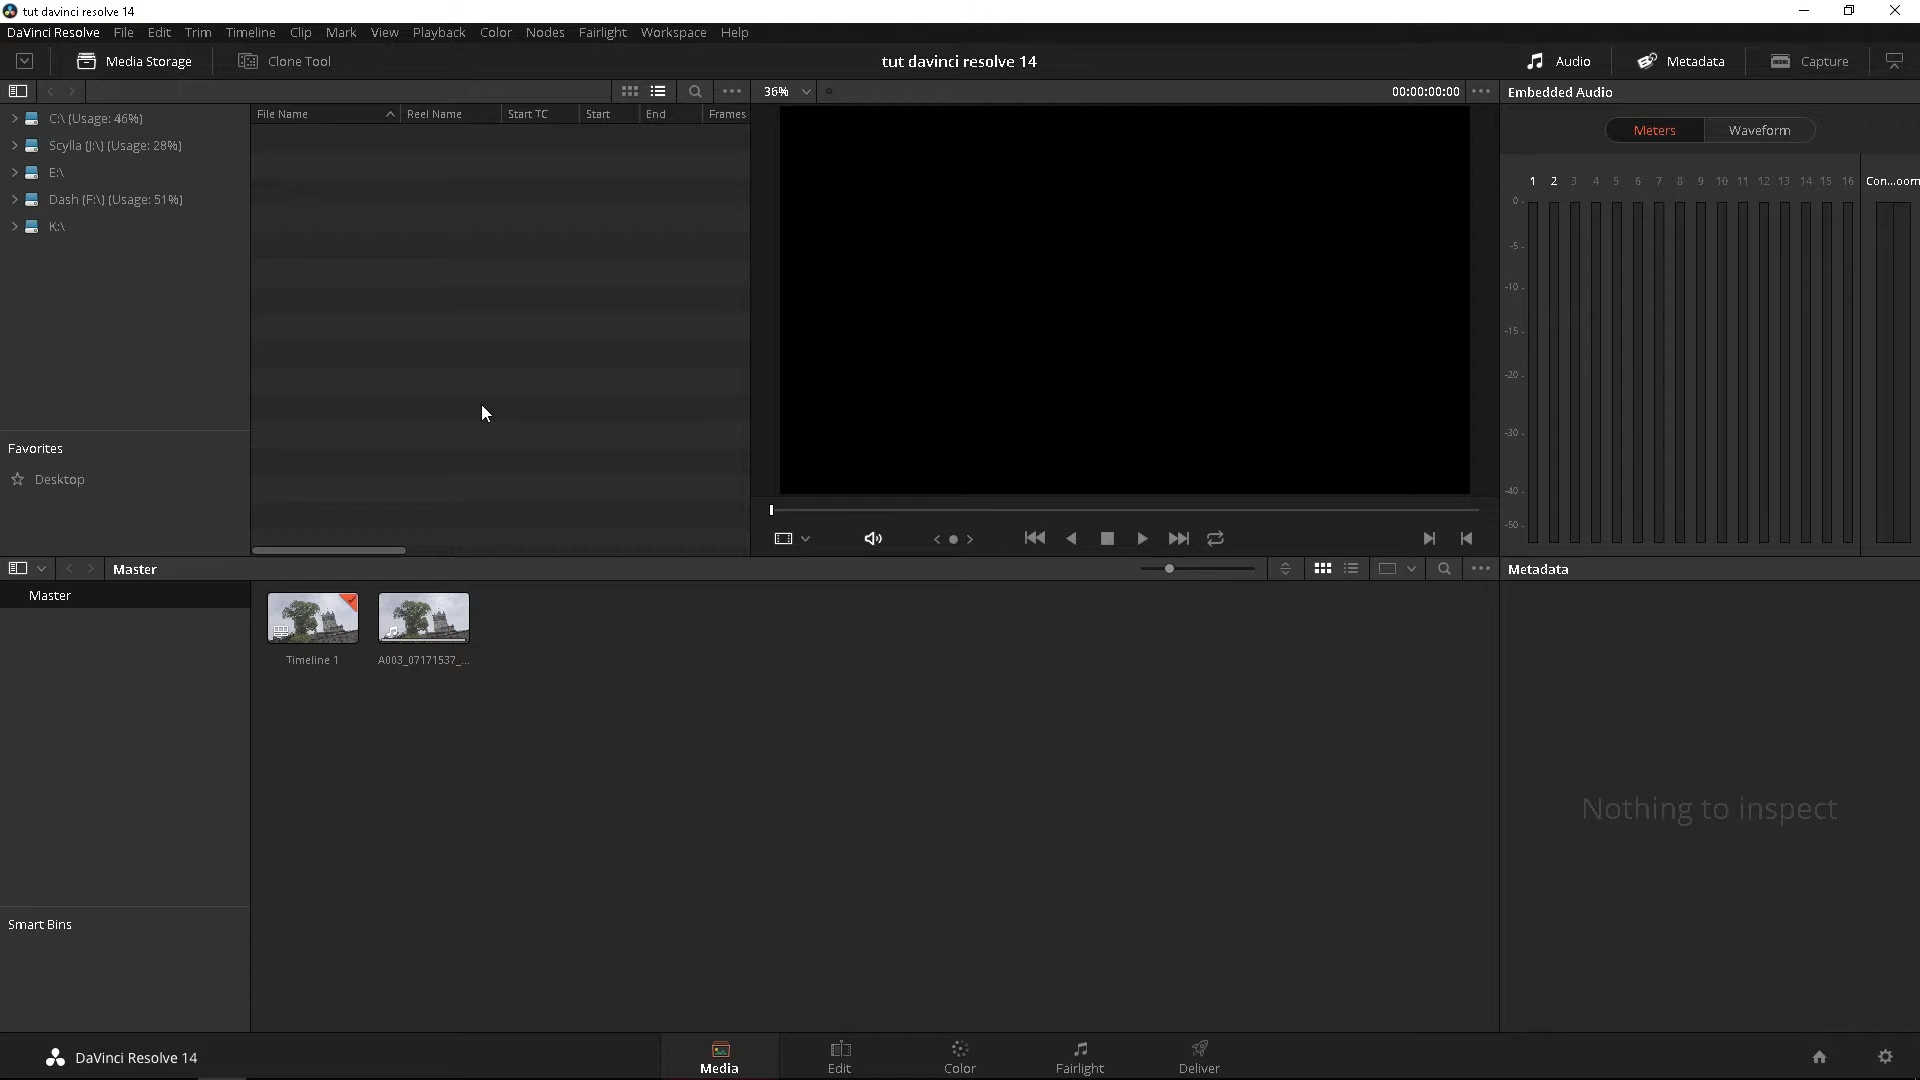 tut davinci resolve 14
DaVinci Resolve File Edit Trim Timeline Clip Mark View Playback Color Nodes Fairlight Workspace Help
Media Storage Clone Tool tut davinci resolve 14 Audio Metadata Capture
36% 00:00:00:00 Embedded Audio
File Name Reel Name Start TC Start End Frames
C:\ (Usage: 46%)
Scylla (J:\) (Usage: 28%)
E:\
Dash (F:\) (Usage: 51%)
K:\
Meters Waveform
1 2 3 4 5 6 7 8 9 10 11 12 13 14 15 16 Con...oom
0
-5
-10
-15
-20
-30
-40
-50
Favorites
Desktop
Master Metadata
Master
Timeline 1 A003_07171537_...
Nothing to inspect
Smart Bins
DaVinci Resolve 14 Media Edit Color Fairlight Deliver